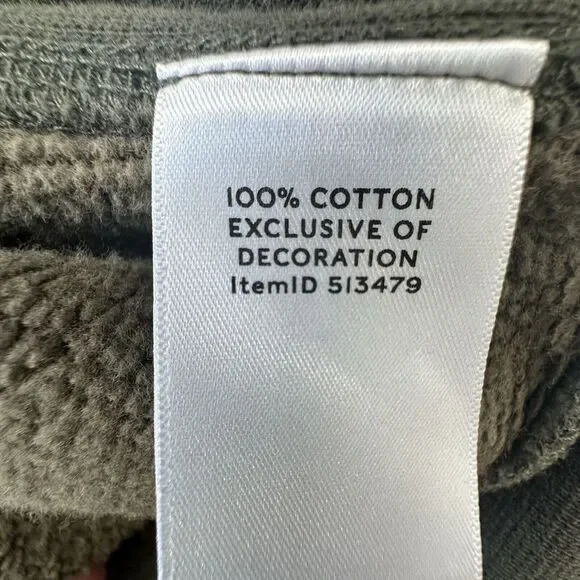 100% COTTON
EXCLUSIVE OF
DECORATION
ItemID 513479